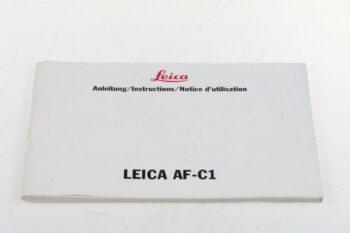 Leica
Anleitung/Instructions/Notice d'utilisation
LEICA AF-C1